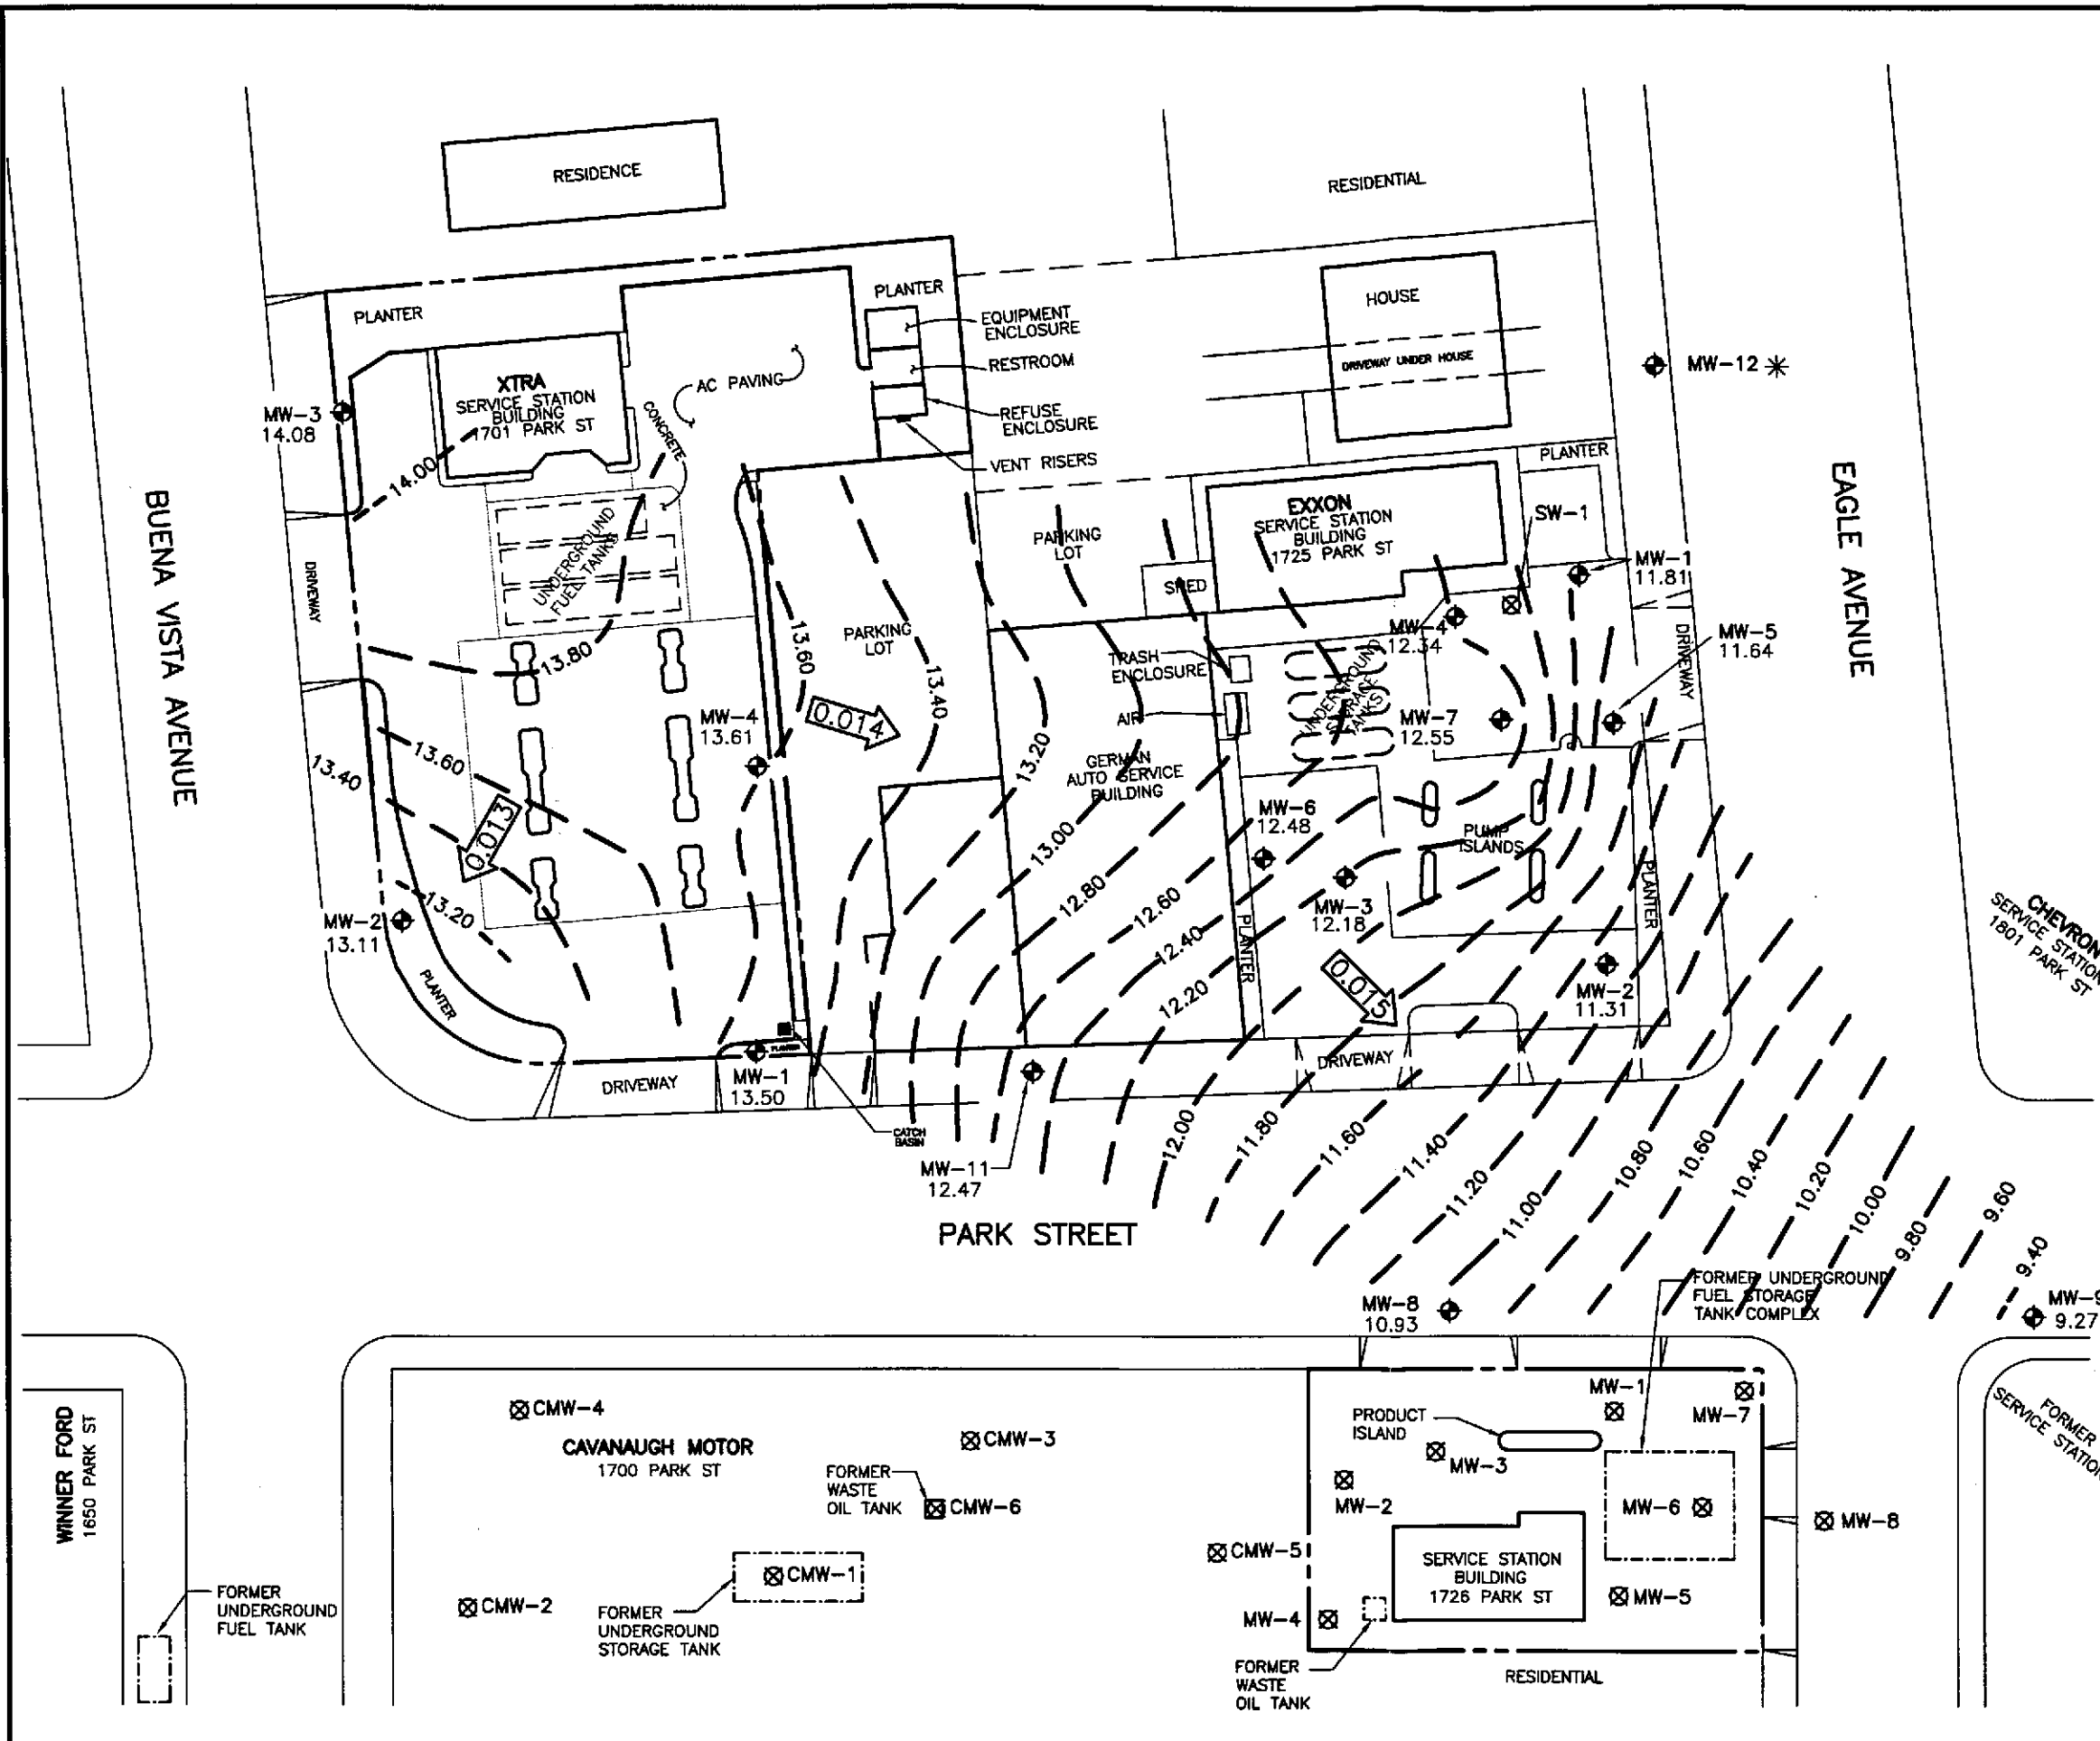 RESIDENCE
RESIDENTIAL
PLANTER
PLANTER
EQUIPMENT
ENCLOSURE
RESTROOM
REFUSE
ENCLOSURE
VENT RISERS
HOUSE
DRIVEWAY UNDER HOUSE
MW-12 *
MW-3
14.08
XTRA
SERVICE STATION
BUILDING
1701 PARK ST
AC PAVING
CONCRETE
14.00
UNDERGROUND
FUEL TANKS
BUENA VISTA AVENUE
EAGLE AVENUE
DRIVEWAY
PLANTER
EXXON
SERVICE STATION
BUILDING
1725 PARK ST
SW-1
PARKING
LOT
SHED
MW-1
11.81
MW-4
12.34
MW-5
11.64
DRIVEWAY
PARKING
LOT
13.60
13.80
13.40
TRASH
ENCLOSURE
UNDERGROUND
STORAGE
TANKS
AIR
MW-7
12.55
MW-4
13.61
0.014
13.60
13.40
13.20
GERMAN
AUTO SERVICE
BUILDING
0.013
MW-6
12.48
PUMP
ISLANDS
PLANTER
13.00
12.80
12.60
12.40
12.20
MW-3
12.18
PLANTER
MW-2
13.11
13.20
PLANTER
0.015
MW-2
11.31
CHEVRON
SERVICE STATION
1801 PARK ST
DRIVEWAY
MW-1
13.50
PLANTER
CATCH
BASIN
DRIVEWAY
MW-11
12.47
12.00
11.80
11.60
11.40
11.20
11.00
10.80
10.60
10.40
10.20
10.00
9.80
9.60
9.40
PARK STREET
MW-8
10.93
FORMER UNDERGROUND
FUEL STORAGE
TANK COMPLEX
MW-9
9.27
WINNER FORD
1650 PARK ST
CMW-4
CAVANAUGH MOTOR
1700 PARK ST
CMW-3
FORMER
WASTE
OIL TANK
CMW-6
CMW-5
CMW-1
CMW-2
FORMER
UNDERGROUND
STORAGE TANK
FORMER
UNDERGROUND
FUEL TANK
PRODUCT
ISLAND
MW-1
MW-7
MW-3
MW-2
MW-6
MW-8
SERVICE STATION
BUILDING
1726 PARK ST
MW-5
MW-4
FORMER
WASTE
OIL TANK
RESIDENTIAL
FORMER
SERVICE STATION